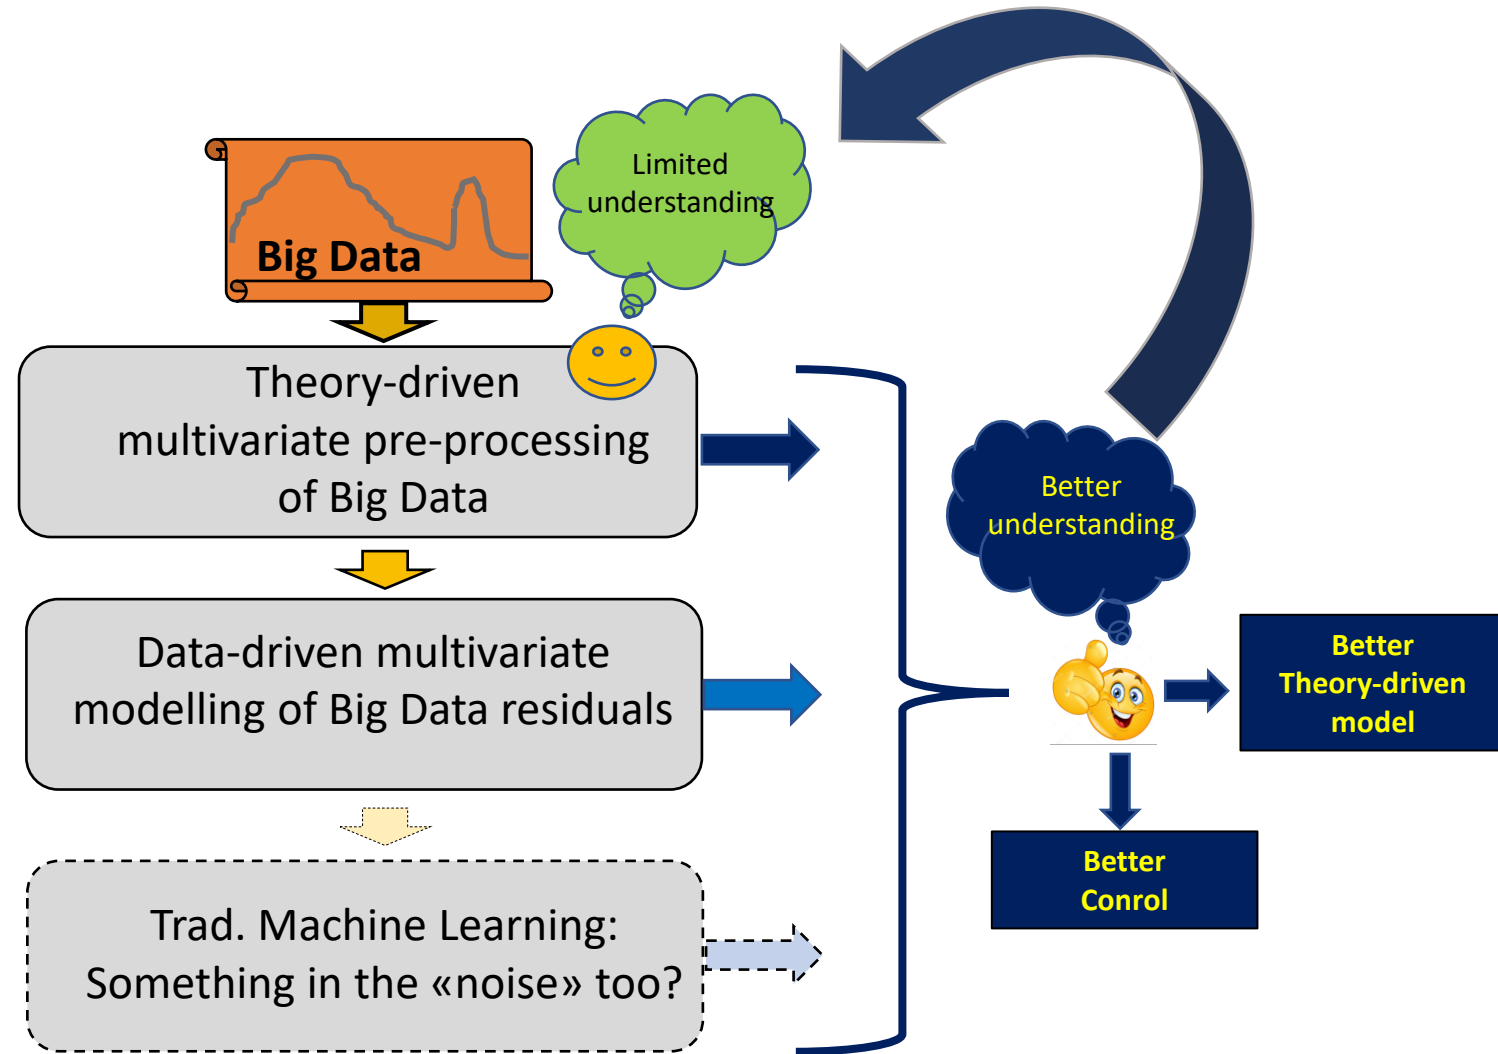 Limited
understanding
Big Data
Theory-driven
multivariate pre-processing
of Big Data
Better
understanding
Data-driven multivariate
modelling of Big Data residuals
Better
Theory-driven
model
Better
Conrol
Trad. Machine Learning:
Something in the «noise» too?